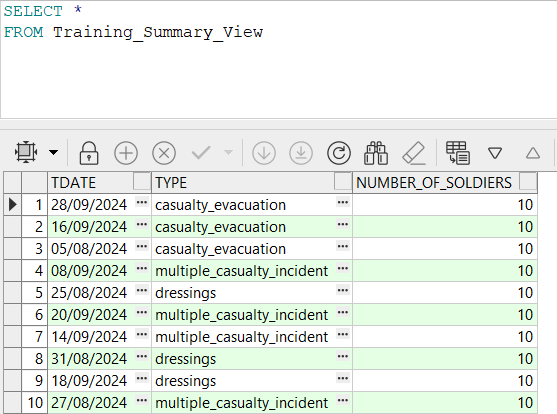 SELECT *
FROM Training_Summary_View
TDATE TYPE NUMBER_OF_SOLDIERS
1 28/09/2024 ... casualty_evacuation ... 10
2 16/09/2024 ... casualty_evacuation ... 10
3 05/08/2024 ... casualty_evacuation ... 10
4 08/09/2024 ... multiple_casualty_incident ... 10
5 25/08/2024 ... dressings ... 10
6 20/09/2024 ... multiple_casualty_incident ... 10
7 14/09/2024 ... multiple_casualty_incident ... 10
8 31/08/2024 ... dressings ... 10
9 18/09/2024 ... dressings ... 10
10 27/08/2024 ... multiple_casualty_incident ... 10